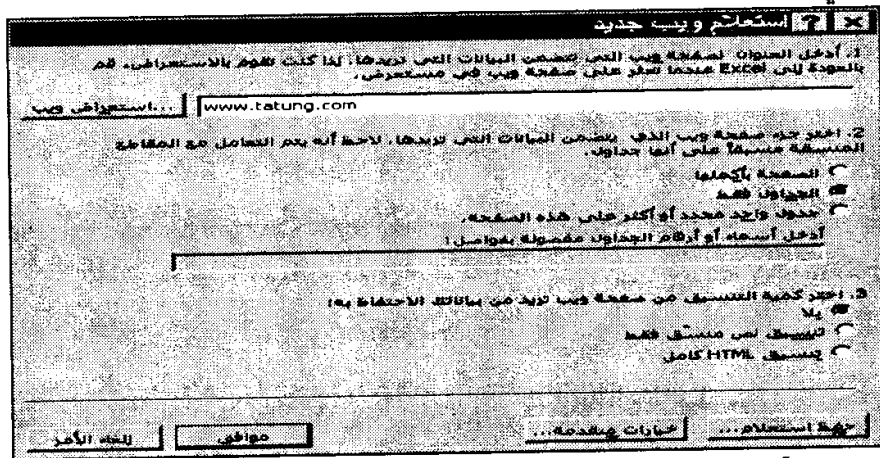 استعلام ويب جديد
1. أدخل العنوان لصفحة ويب التي تتضمن البيانات التي تريدها. إذا كنت تقوم بالاستعراض، قم
بالعودة إلى Excel عندما تعثر على صفحة ويب في مستعرض.
www.tatung.com
استعراض ويب...
2. اختر جزء صفحة ويب الذي يتضمن البيانات التي تريدها. لاحظ أنه يتم التعامل مع المقاطع
المنسقة مسبقاً على أنها جداول.
الصفحة بأكملها
الجداول فقط
جدول واحد محدد أو أكثر على هذه الصفحة.
أدخل أسماء أو أرقام الجداول مفصولة بفواصل:
3. اختر كمية التنسيق من صفحة ويب تريد من بياناتك الاحتفاظ به:
بلا
تنسيق نص منسّق فقط
تنسيق HTML كامل
حفظ استعلام...
خيارات متقدمة...
موافق
إلغاء الأمر